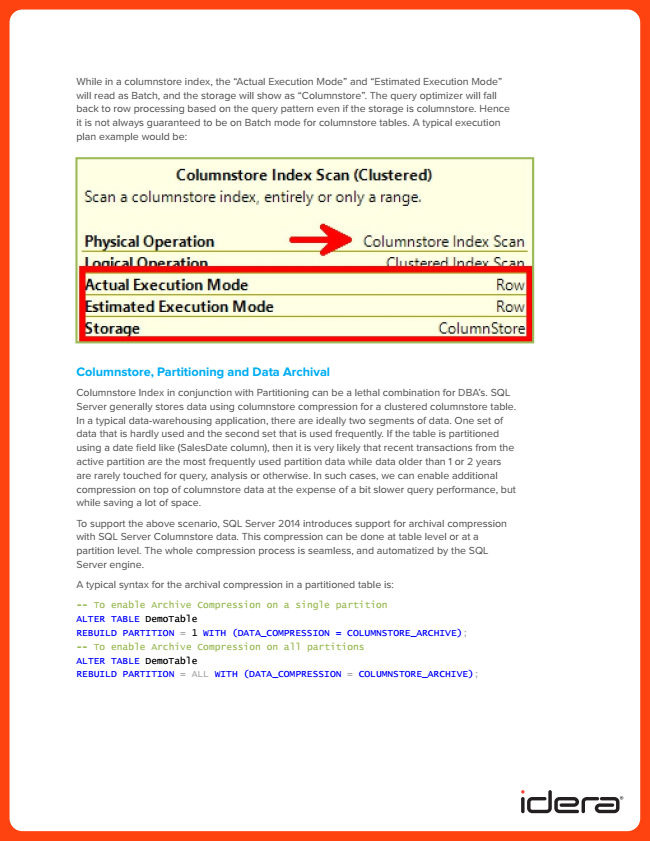 While in a columnstore index, the “Actual Execution Mode” and “Estimated Execution Mode”
will read as Batch, and the storage will show as “Columnstore”. The query optimizer will fall
back to row processing based on the query pattern even if the storage is columnstore. Hence
it is not always guaranteed to be on Batch mode for columnstore tables. A typical execution
plan example would be:
Columnstore Index Scan (Clustered)
Scan a columnstore index, entirely or only a range.
Physical Operation Columnstore Index Scan
Logical Operation Clustered Index Scan
Actual Execution Mode Row
Estimated Execution Mode Row
Storage ColumnStore
Columnstore, Partitioning and Data Archival
Columnstore Index in conjunction with Partitioning can be a lethal combination for DBA’s. SQL
Server generally stores data using columnstore compression for a clustered columnstore table.
In a typical data-warehousing application, there are ideally two segments of data. One set of
data that is hardly used and the second set that is used frequently. If the table is partitioned
using a date field like (SalesDate column), then it is very likely that recent transactions from the
active partition are the most frequently used partition data while data older than 1 or 2 years
are rarely touched for query, analysis or otherwise. In such cases, we can enable additional
compression on top of columnstore data at the expense of a bit slower query performance, but
while saving a lot of space.
To support the above scenario, SQL Server 2014 introduces support for archival compression
with SQL Server Columnstore data. This compression can be done at table level or at a
partition level. The whole compression process is seamless, and automatized by the SQL
Server engine.
A typical syntax for the archival compression in a partitioned table is:
-- To enable Archive Compression on a single partition
ALTER TABLE DemoTable
REBUILD PARTITION = 1 WITH (DATA_COMPRESSION = COLUMNSTORE_ARCHIVE);
-- To enable Archive Compression on all partitions
ALTER TABLE DemoTable
REBUILD PARTITION = ALL WITH (DATA_COMPRESSION = COLUMNSTORE_ARCHIVE);
idera®